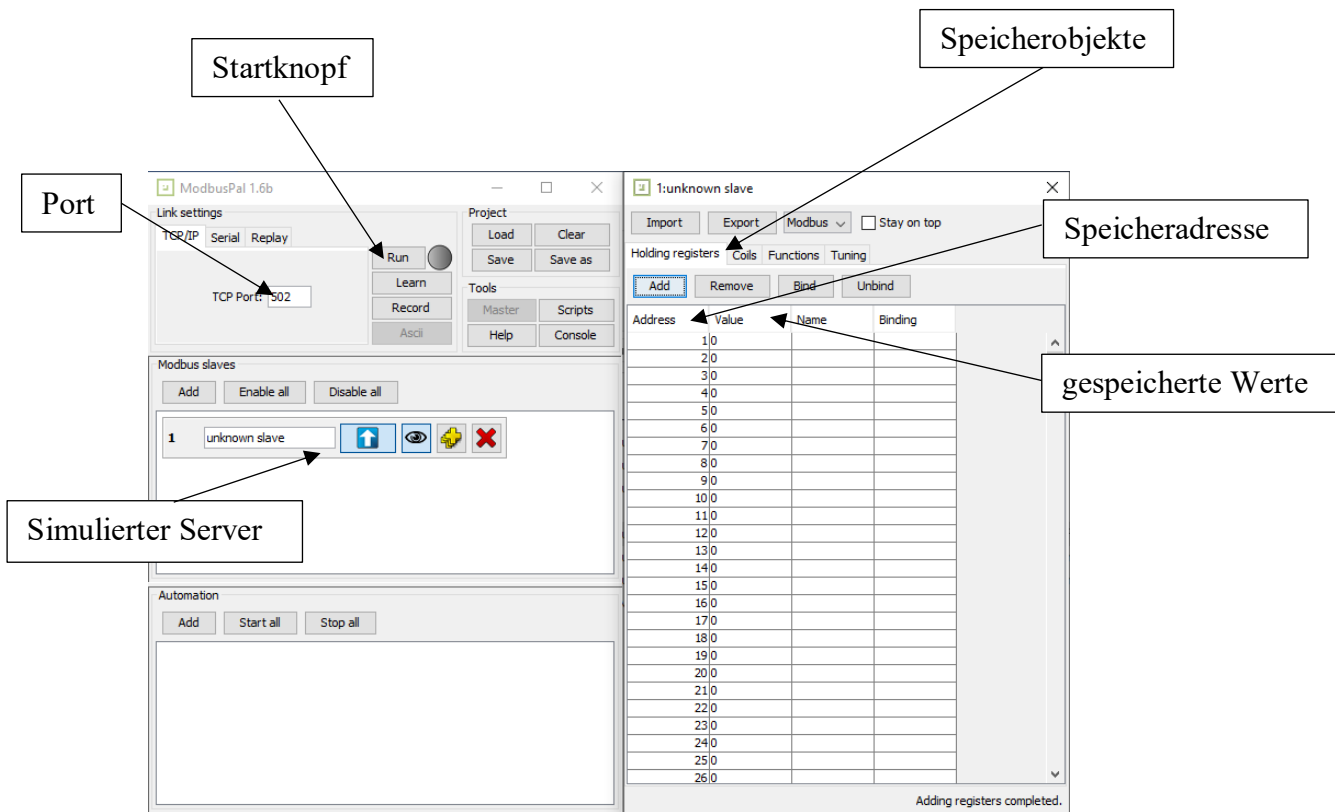 Speicherobjekte
Startknopf
Port
Speicheradresse
gespeicherte Werte
Simulierter Server
ModbusPal 1.6b
Link settings
TCP/IP Serial Replay
TCP Port: 502
Run
Learn
Record
Ascii
Project
Load Clear
Save Save as
Tools
Master Scripts
Help Console
Modbus slaves
Add Enable all Disable all
1 unknown slave
Automation
Add Start all Stop all
1:unknown slave
Import Export Modbus Stay on top
Holding registers Coils Functions Tuning
Add Remove Bind Unbind
Address Value Name Binding
1 0
2 0
3 0
4 0
5 0
6 0
7 0
8 0
9 0
10 0
11 0
12 0
13 0
14 0
15 0
16 0
17 0
18 0
19 0
20 0
21 0
22 0
23 0
24 0
25 0
26 0
Adding registers completed.